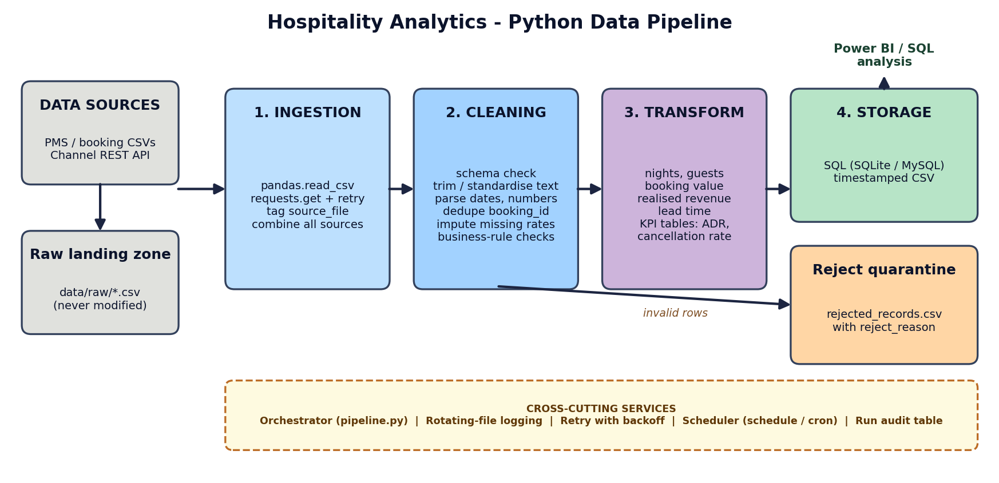 Hospitality Analytics - Python Data Pipeline
Power BI / SQL
analysis
DATA SOURCES
PMS / booking CSVs
Channel REST API
Raw landing zone
data/raw/*.csv
(never modified)
1. INGESTION
pandas.read_csv
requests.get + retry
tag source_file
combine all sources
2. CLEANING
schema check
trim / standardise text
parse dates, numbers
dedupe booking_id
impute missing rates
business-rule checks
3. TRANSFORM
nights, guests
booking value
realised revenue
lead time
KPI tables: ADR,
cancellation rate
4. STORAGE
SQL (SQLite / MySQL)
timestamped CSV
invalid rows
Reject quarantine
rejected_records.csv
with reject_reason
CROSS-CUTTING SERVICES
Orchestrator (pipeline.py)  |  Rotating-file logging  |  Retry with backoff  |  Scheduler (schedule / cron)  |  Run audit table